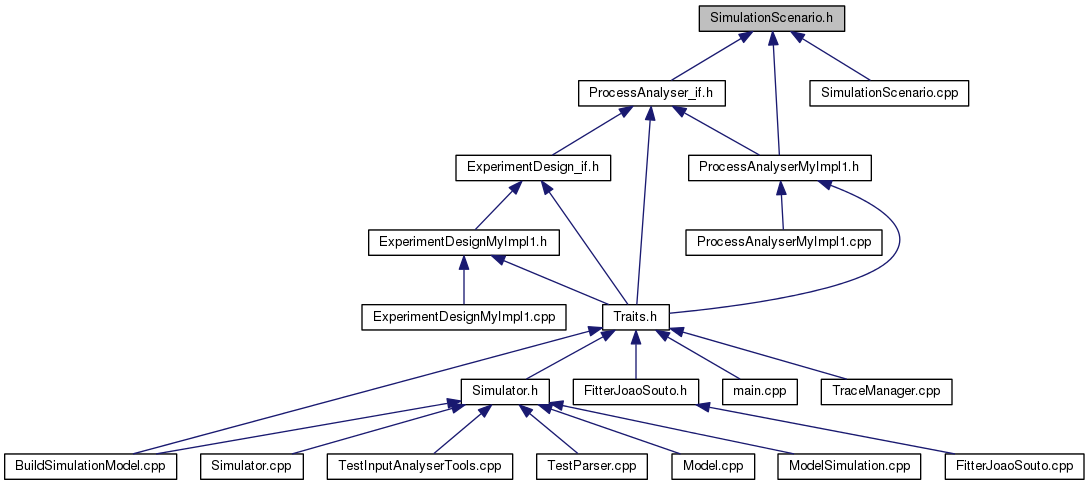 SimulationScenario.h
ProcessAnalyser_if.h
SimulationScenario.cpp
ExperimentDesign_if.h
ProcessAnalyserMyImpl1.h
ExperimentDesignMyImpl1.h
ProcessAnalyserMyImpl1.cpp
ExperimentDesignMyImpl1.cpp
Traits.h
Simulator.h
FitterJoaoSouto.h
main.cpp
TraceManager.cpp
BuildSimulationModel.cpp
Simulator.cpp
TestInputAnalyserTools.cpp
TestParser.cpp
Model.cpp
ModelSimulation.cpp
FitterJoaoSouto.cpp